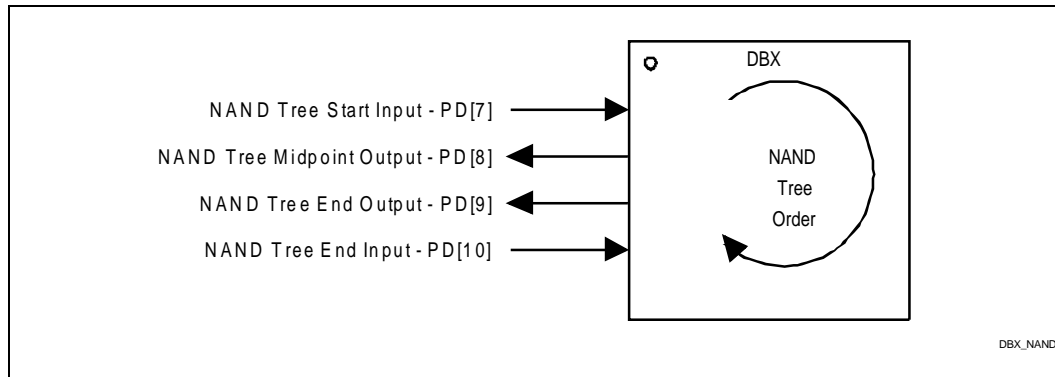 DBX
NAND Tree Start Input - PD[7]
NAND Tree Midpoint Output - PD[8]
NAND Tree End Output - PD[9]
NAND Tree End Input - PD[10]
NAND
Tree
Order
DBX_NAND